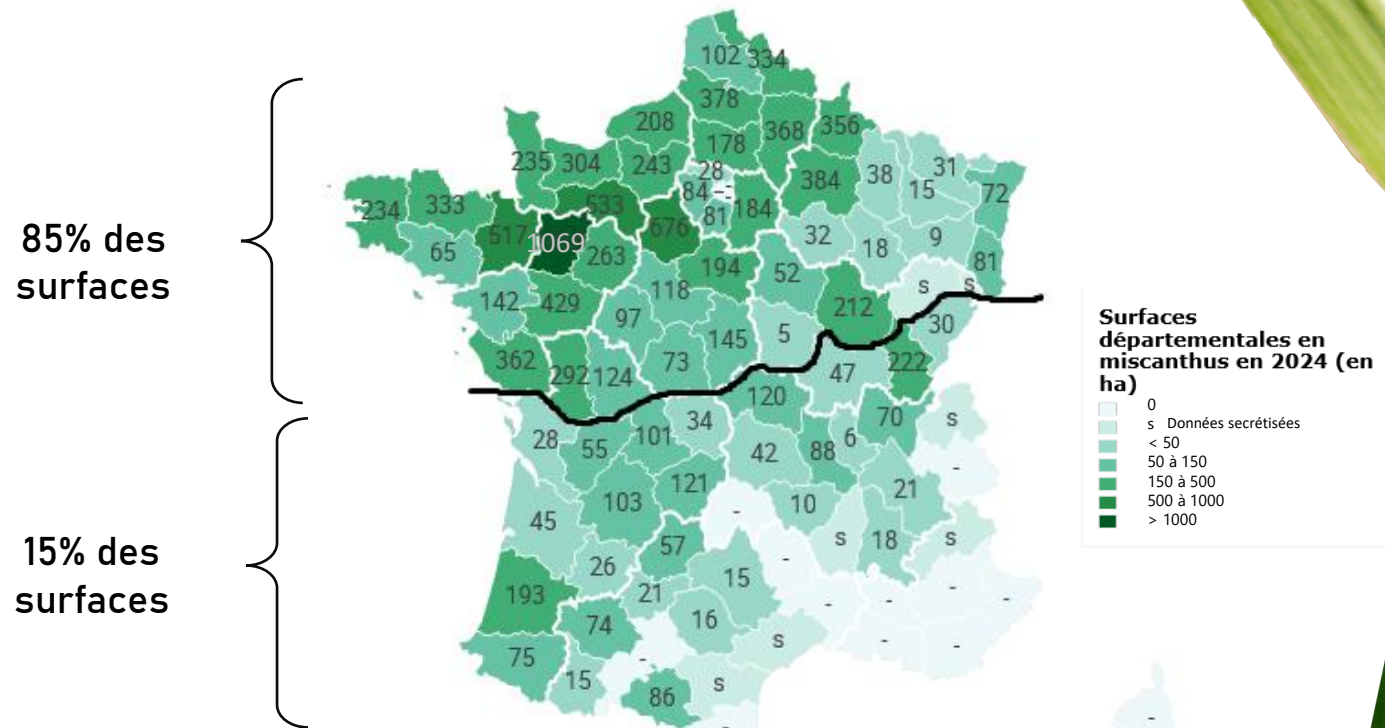 85% des
surfaces
15% des
surfaces
102 334
378
208 368 356
178
235 304 243 28 384 38 31
15 72
84 - -
234 333 533 81 184
676 32 18 9
65 517 1069 263 194 52 81
s s
142 429 118 212
97 145 5 30
362 73 222
292 124 47
120
28 55 101 34 70 s
42 88 6
-
103 121 10 21
45 -
57 s 18 s
26 -
15 -
193 21 - - -
74 16 - -
75 - s
15 86 s
-
-
Surfaces
départementales en
miscanthus en 2024 (en
ha)
0
s Données secrétisées
< 50
50 à 150
150 à 500
500 à 1000
> 1000